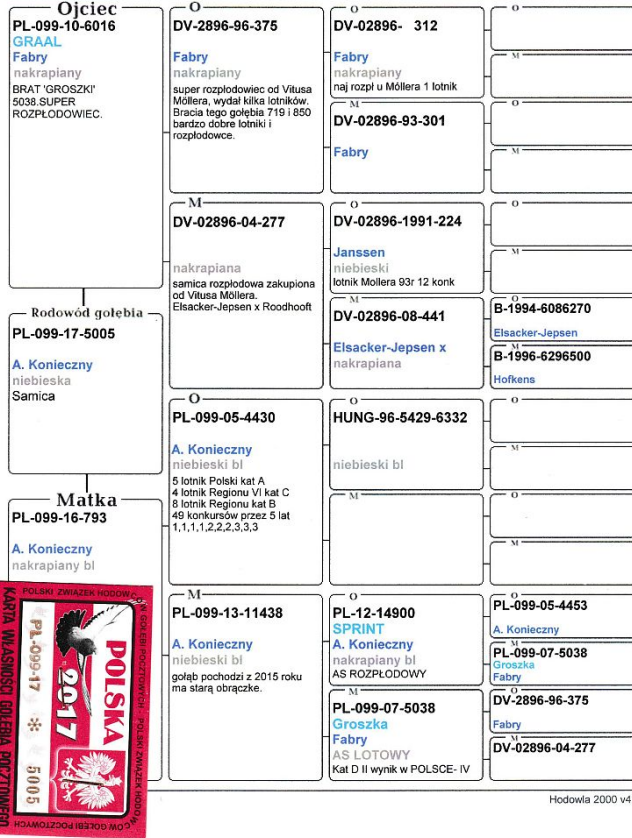 Ojciec
PL-099-10-6016
GRAAL
Fabry
nakrapiany
BRAT 'GROSZKI'
5038.SUPER
ROZPŁODOWIEC.
Rodowód gołębia
PL-099-17-5005
A. Konieczny
niebieska
Samica
Matka
PL-099-16-793
A. Konieczny
nakrapiany bl
O
DV-2896-96-375
Fabry
nakrapiany
super rozpłodowiec od Vitusa
Möllera, wydał kilka lotników.
Bracia tego gołębia 719 i 850
bardzo dobre lotniki i
rozpłodowce.
M
DV-02896-04-277
nakrapiana
samica rozpłodowa zakupiona
od Vitusa Möllera.
Elsacker-Jepsen x Roodhooft
O
PL-099-05-4430
A. Konieczny
niebieski bl
5 lotnik Polski kat A
4 lotnik Regionu VI kat C
8 lotnik Regionu kat B
49 konkursów przez 5 lat
1,1,1,1,2,2,2,3,3,3
M
PL-099-13-11438
A. Konieczny
niebieski bl
gołąb pochodzi z 2015 roku
ma starą obrączke.
O
DV-02896- 312
Fabry
nakrapiany
naj rozpł u Móllera 1 lotnik
M
DV-02896-93-301
Fabry
O
DV-02896-1991-224
Janssen
niebieski
lotnik Mollera 93r 12 konk
M
DV-02896-08-441
Elsacker-Jepsen x
nakrapiana
O
HUNG-96-5429-6332
niebieski bl
M
O
PL-12-14900
SPRINT
A. Konieczny
nakrapiany bl
AS ROZPŁODOWY
M
PL-099-07-5038
Groszka
Fabry
AS LOTOWY
Kat D II wynik w POLSCE- IV
O
M
O
M
O
M
O
B-1994-6086270
Elsacker-Jepsen
M
B-1996-6296500
Hofkens
O
M
O
M
O
PL-099-05-4453
A. Konieczny
M
PL-099-07-5038
Groszka
Fabry
O
DV-2896-96-375
Fabry
M
DV-02896-04-277
POLSKI ZWIĄZEK HODOWCÓW GOŁĘBI POCZTOWYCH
POLSKI ZWIĄZEK HODOWCÓW GOŁĘBI POCZTOWYCH
KARTA WŁASNOŚCI GOŁĘBIA POCZTOWEGO
POLSKA
2017
PL-099-17 * 5005
Hodowla 2000 v4